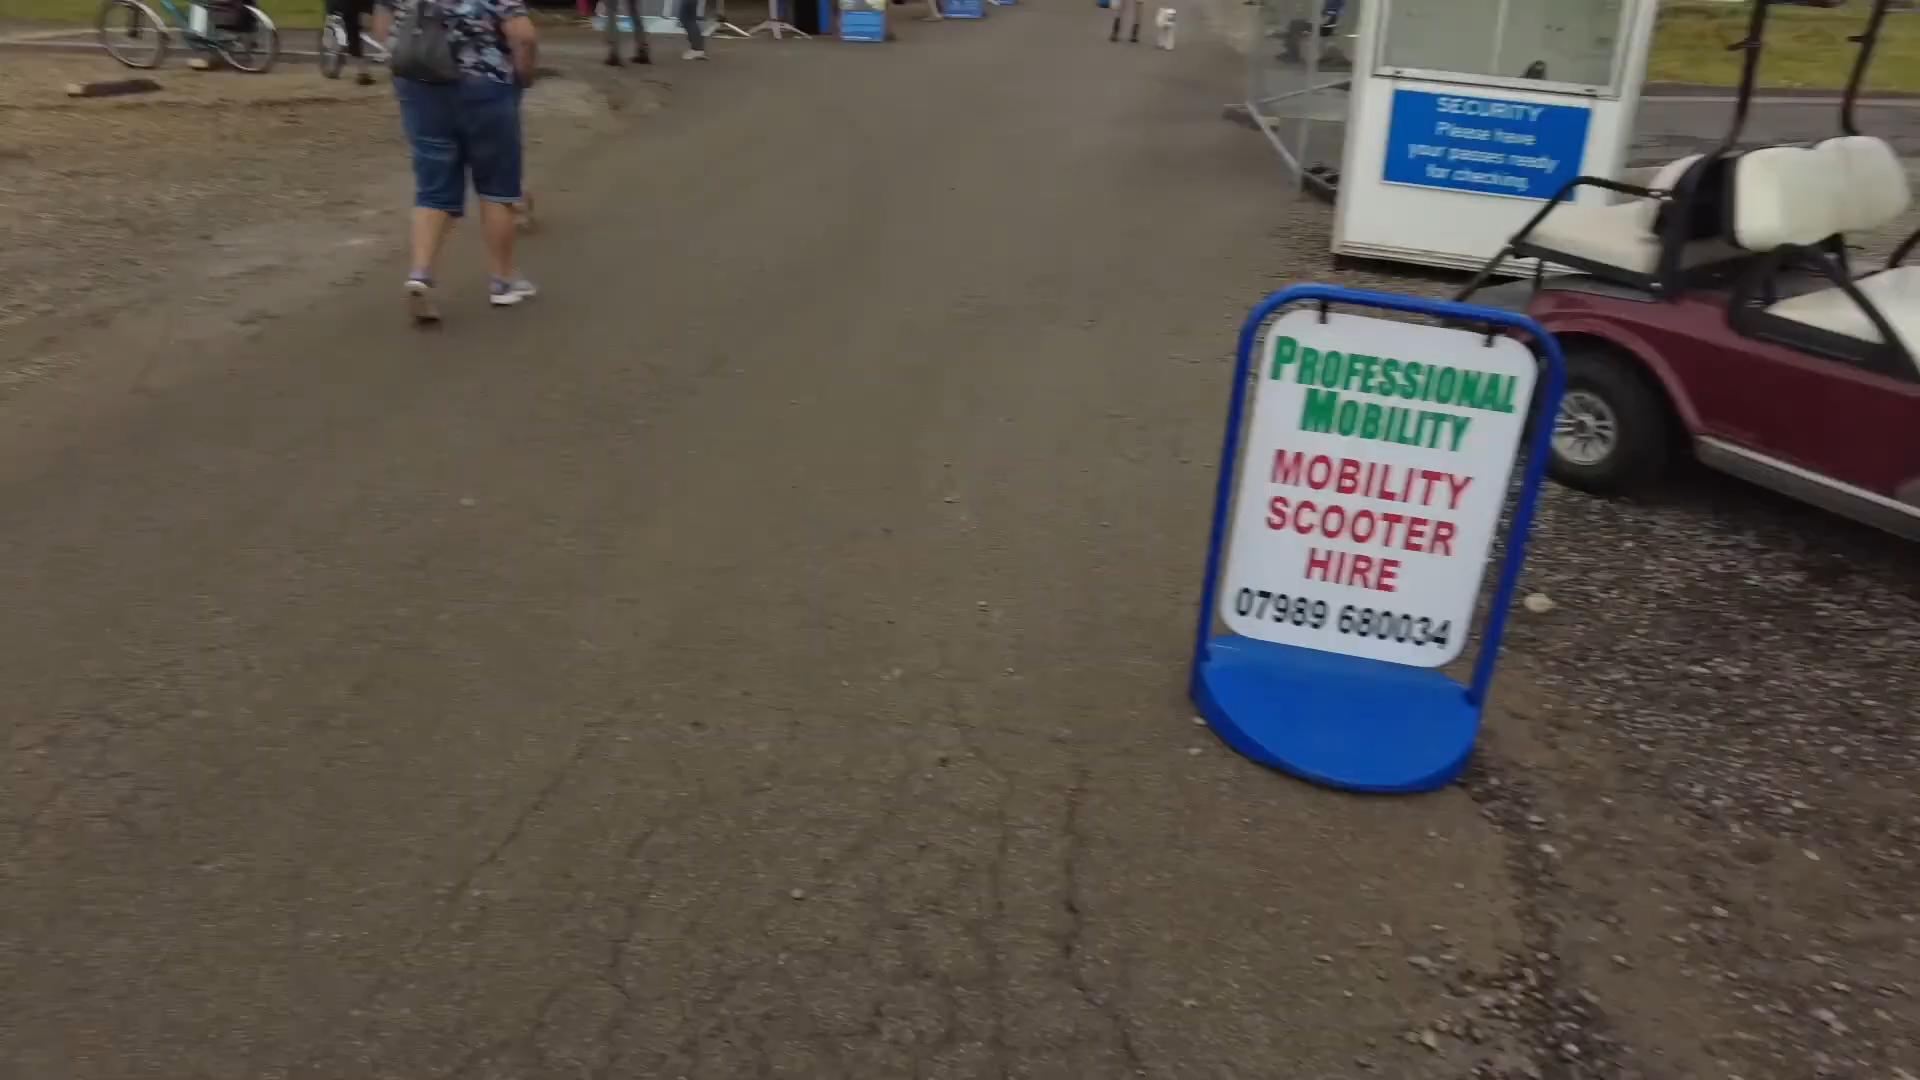 SECURITY
Please have
your passes ready
for checking
PROFESSIONAL
MOBILITY
MOBILITY
SCOOTER
HIRE
07989 680034